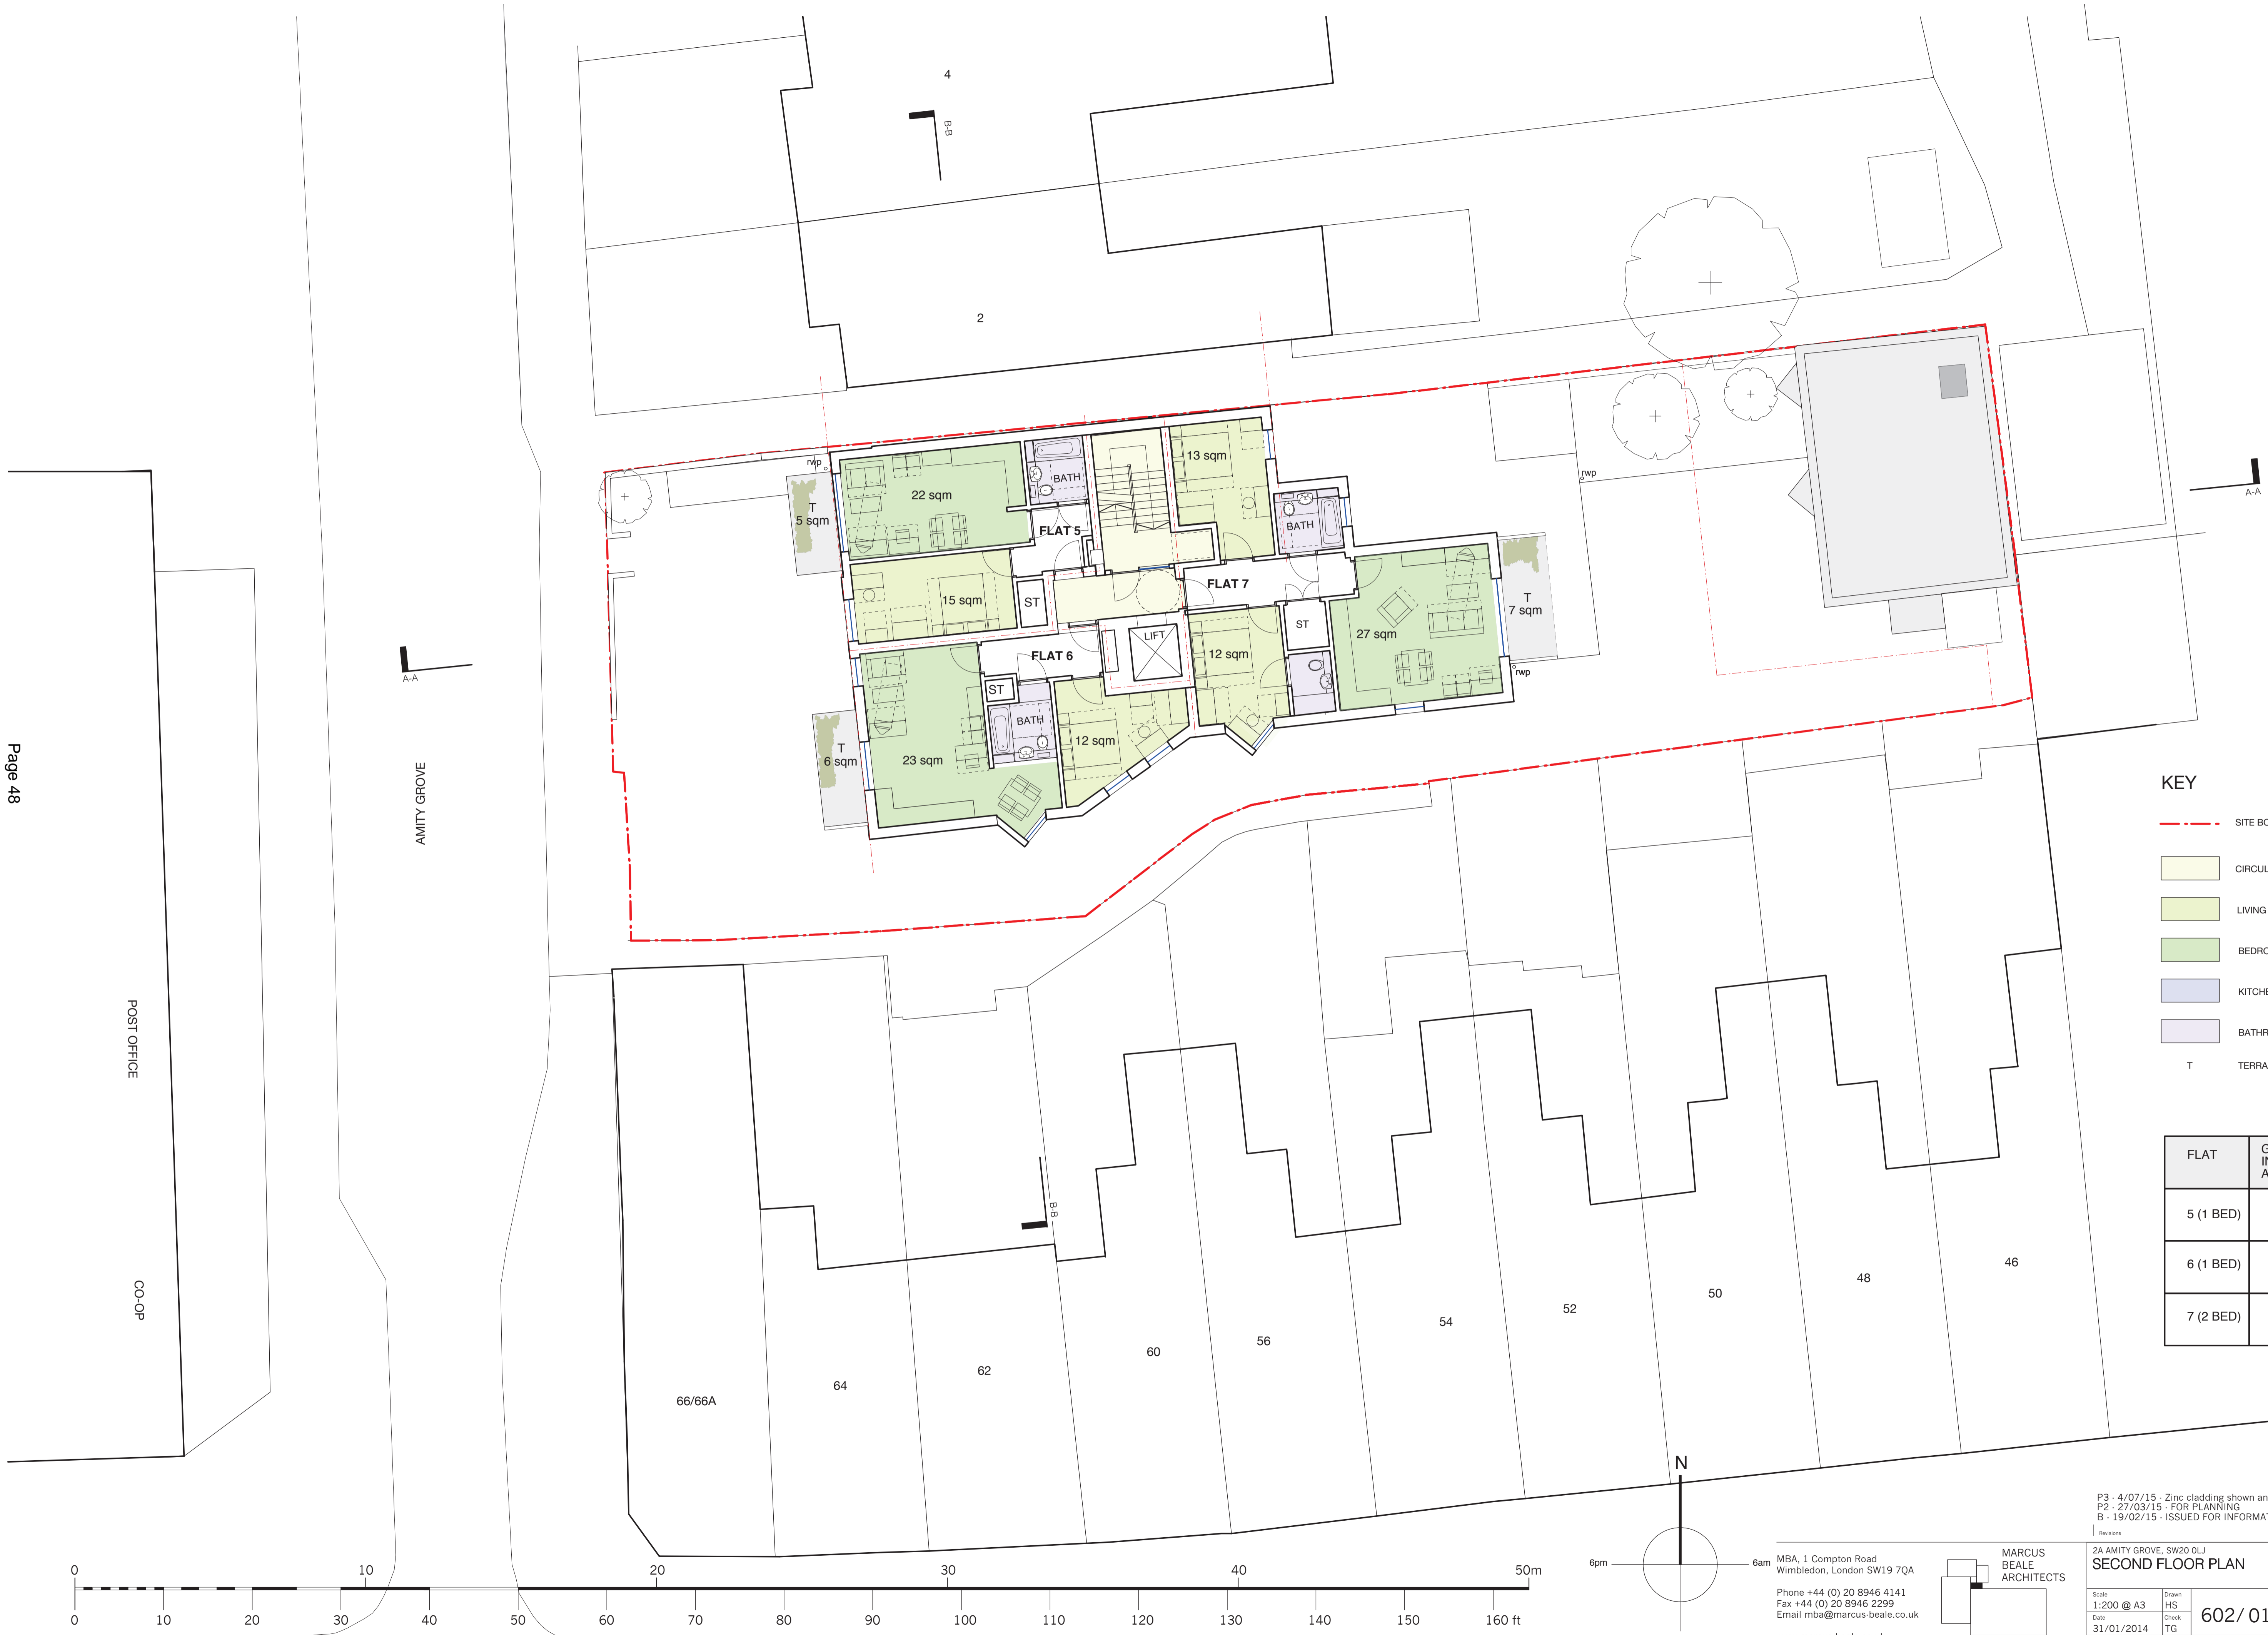 4
B-B
2
rwp
22 sqm
BATH
13 sqm
T
5 sqm
FLAT 5
BATH
rwp
A-A
15 sqm
ST
FLAT 7
T
7 sqm
LIFT
ST
27 sqm
FLAT 6
12 sqm
A-A
ST
rwp
BATH
T
6 sqm
23 sqm
12 sqm
Page 48
AMITY GROVE
POST OFFICE
CO-OP
KEY
SITE BO
CIRCUL
LIVING
BEDRO
KITCHE
BATHR
T TERRA
FLAT
G
IN
A
5 (1 BED)
6 (1 BED)
7 (2 BED)
B-B
66/66A
64
62
60
56
54
52
50
48
46
N
6pm
6am
0 10 20 30 40 50m
0 10 20 30 40 50 60 70 80 90 100 110 120 130 140 150 160 ft
MBA, 1 Compton Road
Wimbledon, London SW19 7QA
Phone +44 (0) 20 8946 4141
Fax +44 (0) 20 8946 2299
Email mba@marcus-beale.co.uk
MARCUS
BEALE
ARCHITECTS
P3 - 4/07/15 - Zinc cladding shown an
P2 - 27/03/15 - FOR PLANNING
B - 19/02/15 - ISSUED FOR INFORMA
Revisions
2A AMITY GROVE, SW20 0LJ
SECOND FLOOR PLAN
Scale
1:200 @ A3
Drawn
HS
Date
31/01/2014
Check
TG
602/ 01